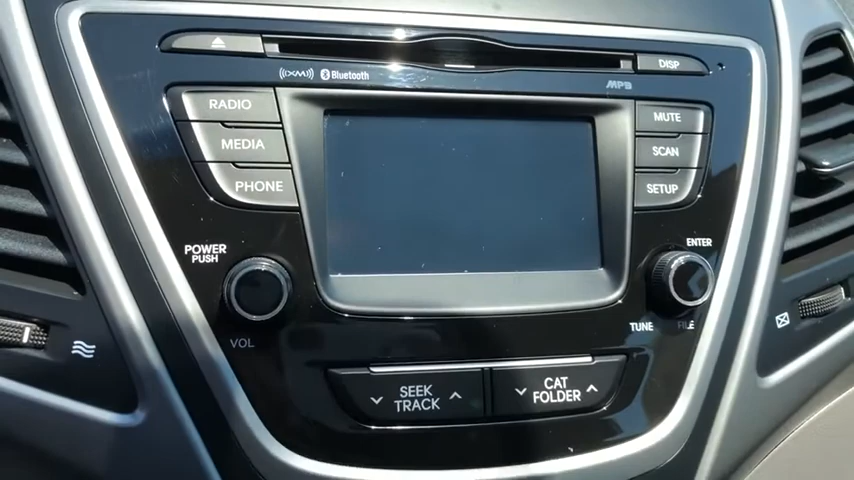 DISP
((XM))
Bluetooth
MP3
RADIO
MEDIA
PHONE
MUTE
SCAN
SETUP
POWER
PUSH
VOL
ENTER
TUNE
FILE
SEEK
TRACK
CAT
FOLDER